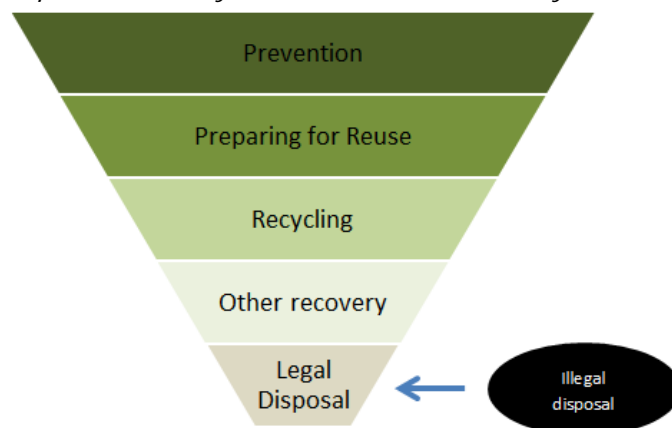 Prevention
Preparing for Reuse
Recycling
Other recovery
Legal
Disposal
Illegal
disposal